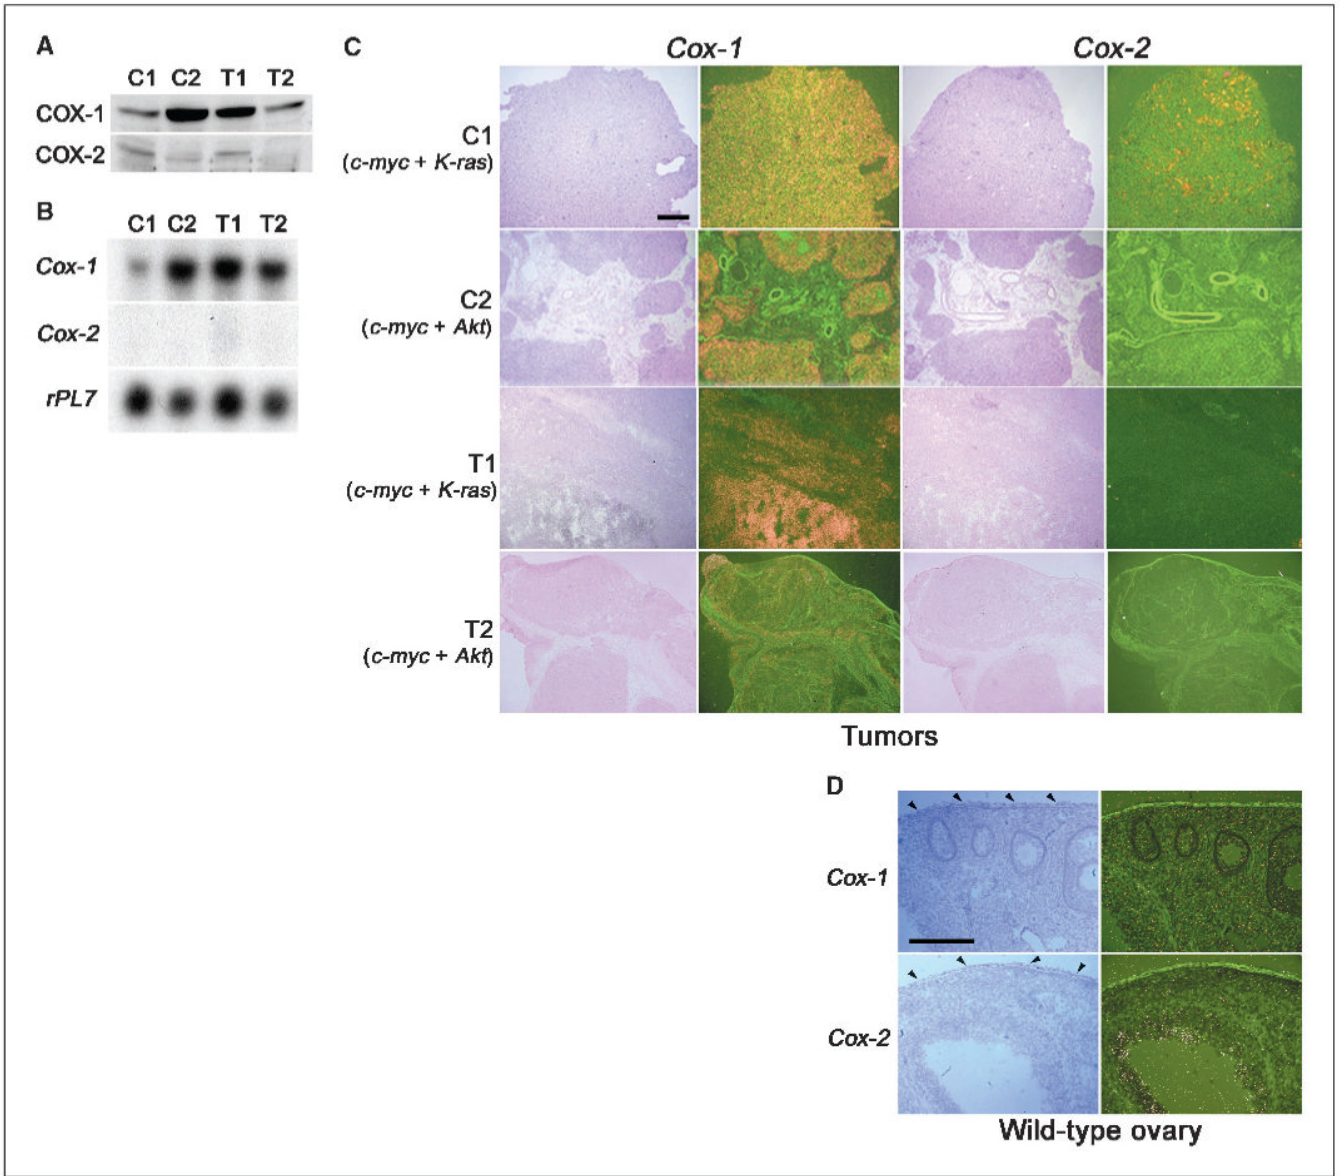 A
C1 C2 T1 T2
COX-1
COX-2
B
C1 C2 T1 T2
Cox-1
Cox-2
rPL7
C
Cox-1 Cox-2
C1
(c-myc + K-ras)
C2
(c-myc + Akt)
T1
(c-myc + K-ras)
T2
(c-myc + Akt)
Tumors
D
Cox-1
Cox-2
Wild-type ovary